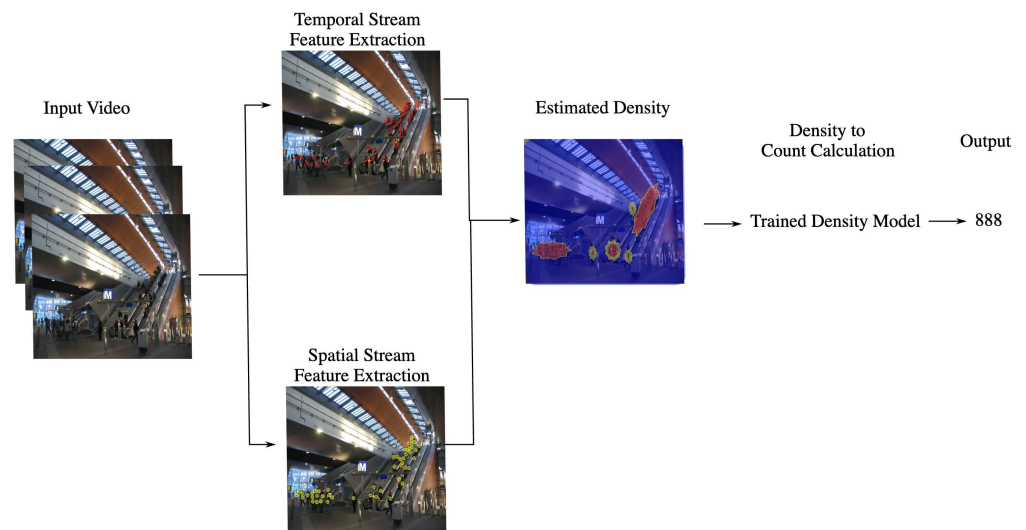 Temporal Stream
Feature Extraction
Input Video
Estimated Density
Density to
Count Calculation
Output
M
M
M
M
Trained Density Model
888
Spatial Stream
Feature Extraction